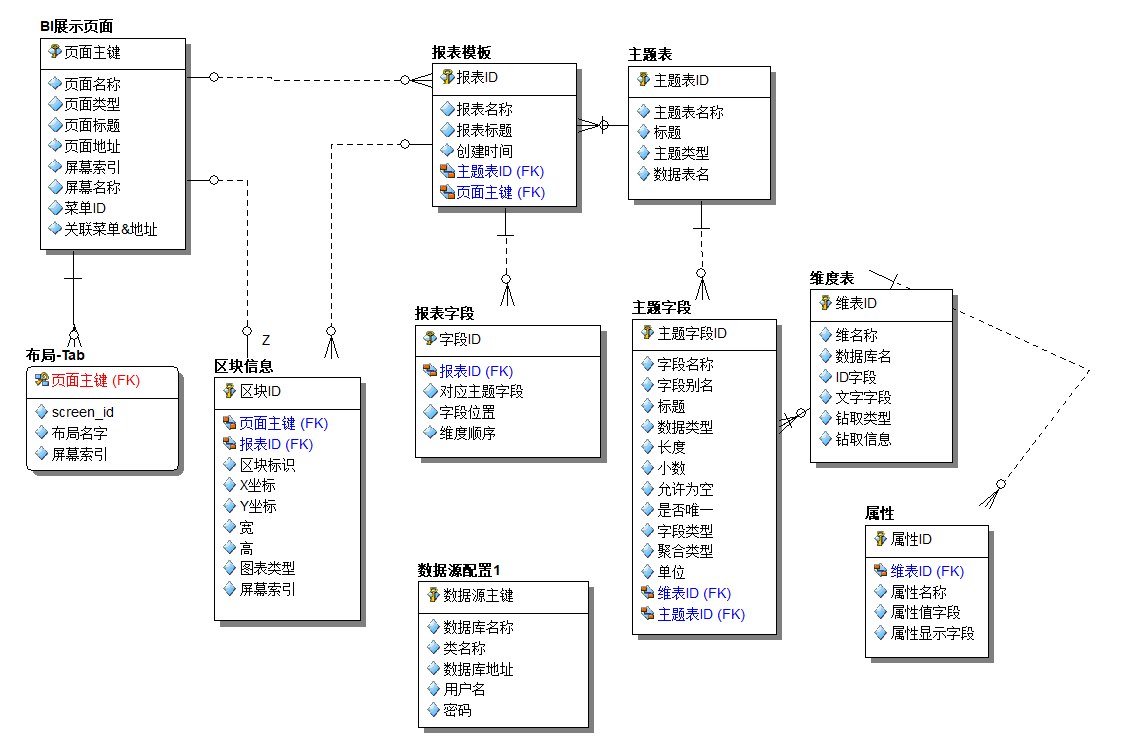 BI展示页面
页面主键
页面名称
页面类型
页面标题
页面地址
屏幕索引
屏幕名称
菜单ID
关联菜单&地址
报表模板
报表ID
报表名称
报表标题
创建时间
主题表ID (FK)
页面主键 (FK)
主题表
主题表ID
主题表名称
标题
主题类型
数据表名
布局-Tab
页面主键 (FK)
screen_id
布局名字
屏幕索引
Z
区块信息
区块ID
页面主键 (FK)
报表ID (FK)
区块标识
X坐标
Y坐标
宽
高
图表类型
屏幕索引
报表字段
字段ID
报表ID (FK)
对应主题字段
字段位置
维度顺序
主题字段
主题字段ID
字段名称
字段别名
标题
数据类型
长度
小数
允许为空
是否唯一
字段类型
聚合类型
单位
维表ID (FK)
主题表ID (FK)
维度表
维表ID
维名称
数据库名
ID字段
文字字段
钻取类型
钻取信息
属性
属性ID
维表ID (FK)
属性名称
属性值字段
属性显示字段
数据源配置1
数据源主键
数据库名称
类名称
数据库地址
用户名
密码